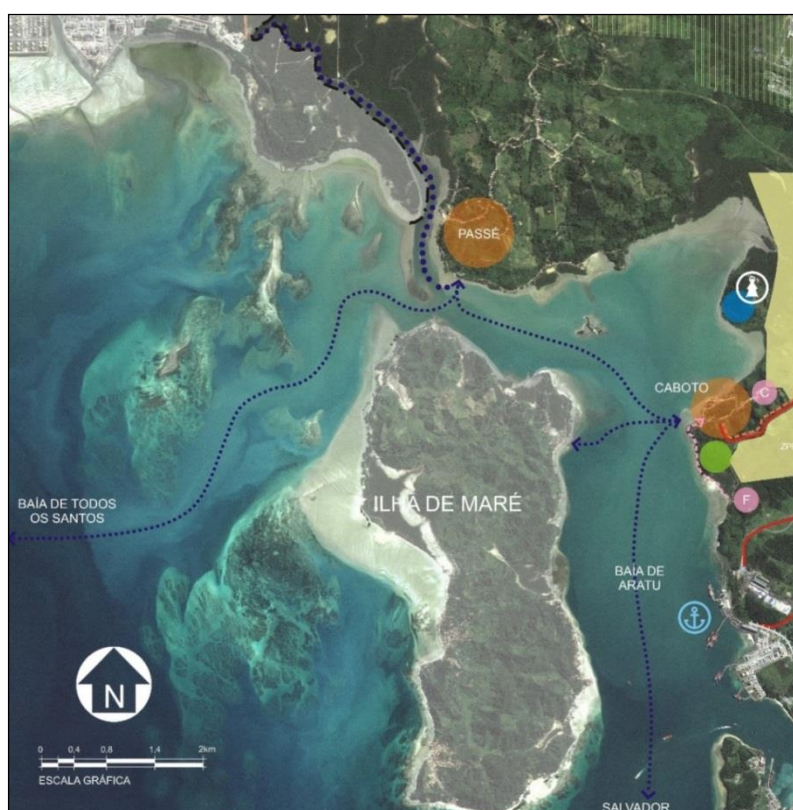 PASSÉ
CABOTO
C
BAÍA DE TODOS
OS SANTOS
ILHA DE MARÉ
F
BAÍA DE
ARATU
N
0 0,4 0,8 1,4 2km
ESCALA GRÁFICA
SALVADOR